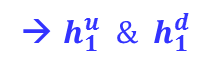 → h₁ᵘ & h₁ᵈ